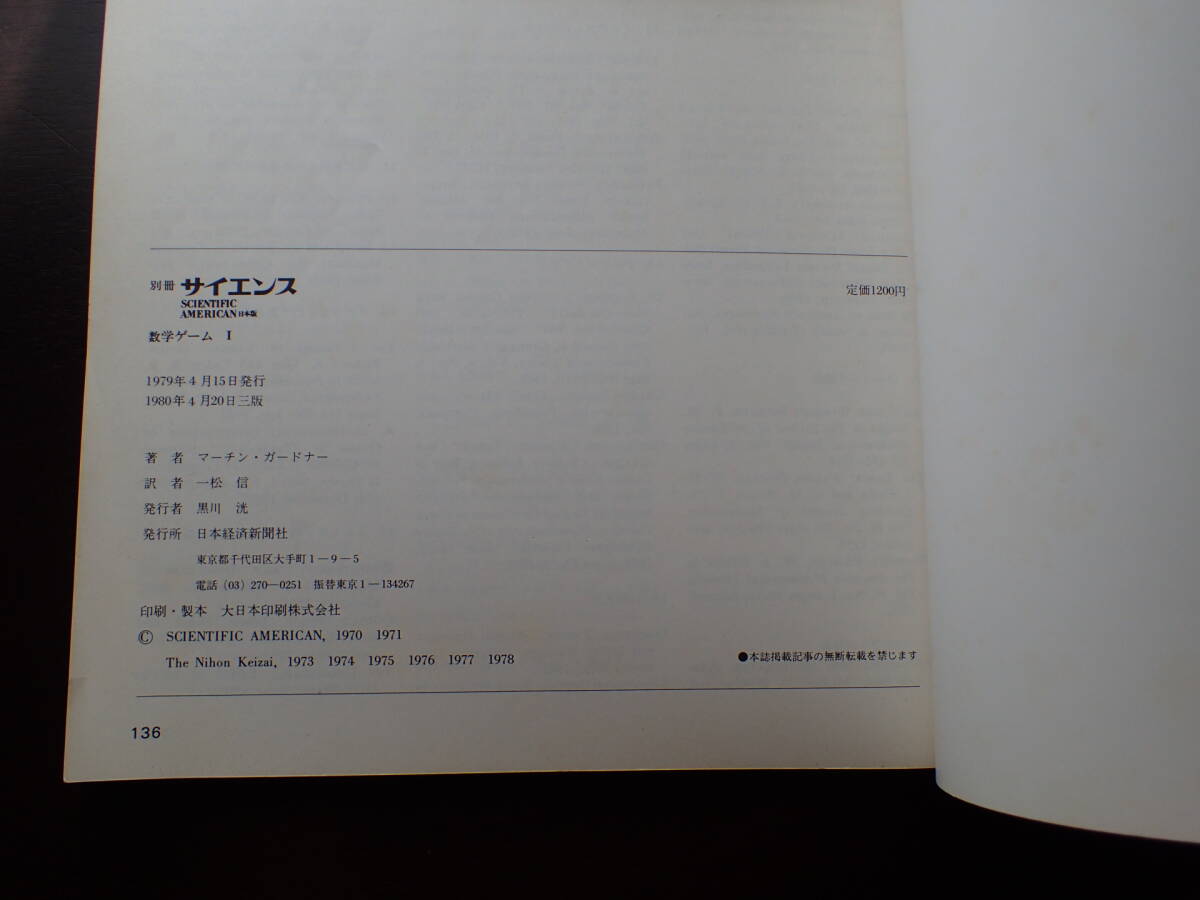 別冊 サイエンス
SCIENTIFIC
AMERICAN 日本版
定価1200円
数学ゲーム I
1979年4月15日発行
1980年4月20日三版
著 者 マーチン・ガードナー
訳 者 一松 信
発行者 黒川 洸
発行所 日本経済新聞社
東京都千代田区大手町1－9－5
電話(03)270―0251 振替東京1－134267
印刷・製本 大日本印刷株式会社
© SCIENTIFIC AMERICAN, 1970 1971
The Nihon Keizai, 1973 1974 1975 1976 1977 1978
●本誌掲載記事の無断転載を禁じます
136